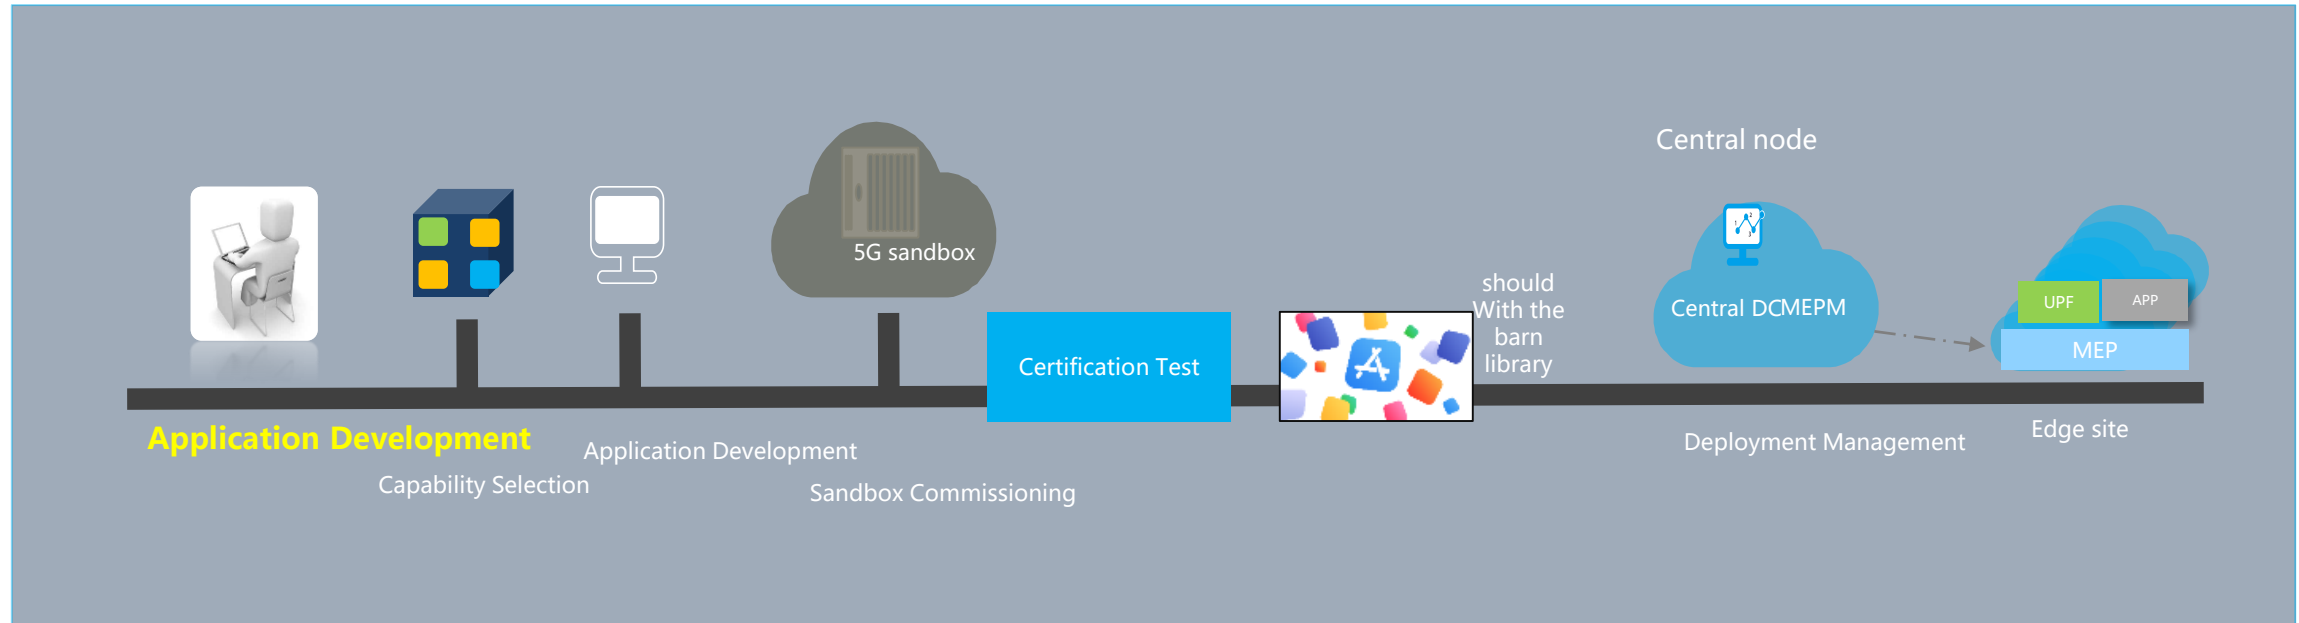 Central node
5G sandbox
should
With the
barn
library
Central DCMEPM
UPF
APP
MEP
Certification Test
Application Development
Application Development
Capability Selection
Sandbox Commissioning
Deployment Management
Edge site